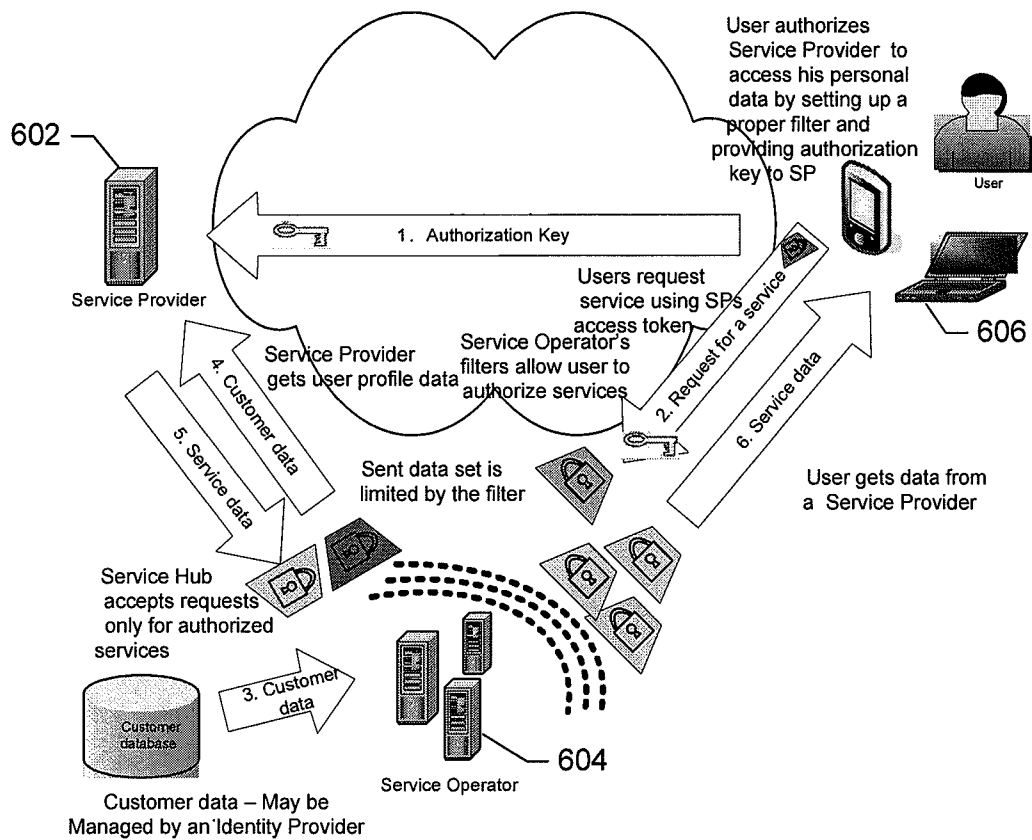 User authorizes
Service Provider to
access his personal
data by setting up a
proper filter and
providing authorization
key to SP
User
602
Service Provider
1. Authorization Key
Users request
service using SPs
access token
2. Request for a service
606
Service Provider
gets user profile data
Service Operator's
filters allow user to
authorize services
4. Customer data
5. Service data
6. Service data
Sent data set is
limited by the filter
User gets data from
a Service Provider
Service Hub
accepts requests
only for authorized
services
3. Customer
data
Customer
database
604
Service Operator
Customer data – May be
Managed by an Identity Provider